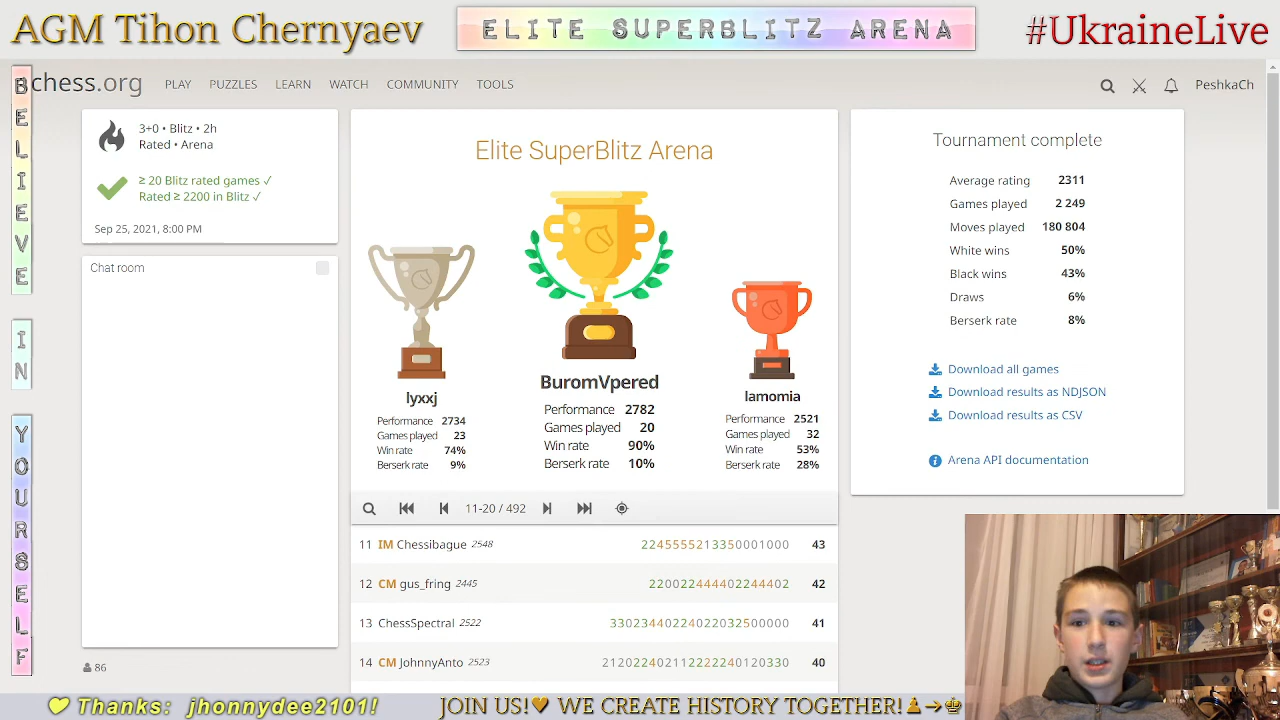 AGM Tihon Chernyaev
ELITE SUPERBLITZ ARENA
#UkraineLive
BELIEVE
IN
YOURSELF
chess.org
PLAY
PUZZLES
LEARN
WATCH
COMMUNITY
TOOLS
PeshkaCh
3+0 • Blitz • 2h
Rated • Arena
≥ 20 Blitz rated games ✓
Rated ≥ 2200 in Blitz ✓
Sep 25, 2021, 8:00 PM
Chat room
86
Elite SuperBlitz Arena
lyxxj
Performance 2734
Games played 23
Win rate 74%
Berserk rate 9%
BuromVpered
Performance 2782
Games played 20
Win rate 90%
Berserk rate 10%
lamomia
Performance 2521
Games played 32
Win rate 53%
Berserk rate 28%
11-20 / 492
11 IM Chessibague 2548 2245555213350001000 43
12 CM gus_fring 2445 220022444402244402 42
13 ChessSpectral 2522 3302344022402203250​0000 41
14 CM JohnnyAnto 2523 21202240211222224012​0330 40
Tournament complete
Average rating 2311
Games played 2 249
Moves played 180 804
White wins 50%
Black wins 43%
Draws 6%
Berserk rate 8%
Download all games
Download results as NDJSON
Download results as CSV
Arena API documentation
Thanks: jhonnydee2101!
JOIN US!♥ WE CREATE HISTORY TOGETHER!♟→♚